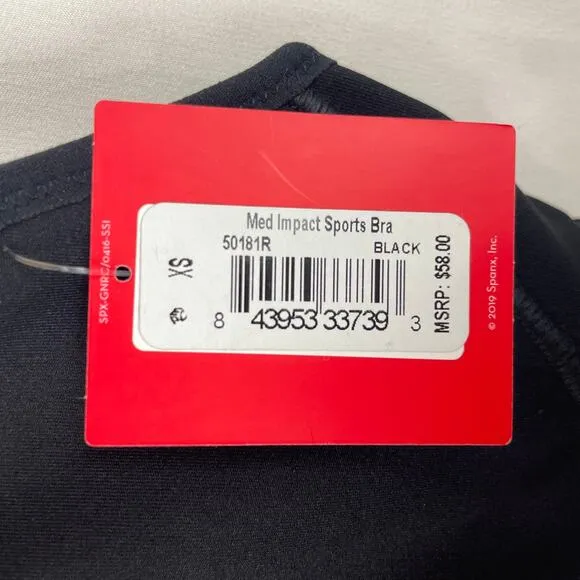 Med Impact Sports Bra
50181R BLACK
XS
8 43953 33739 3
MSRP: $58.00
SPX-GNRC/0416-SSI
© 2019 Spanx, Inc.